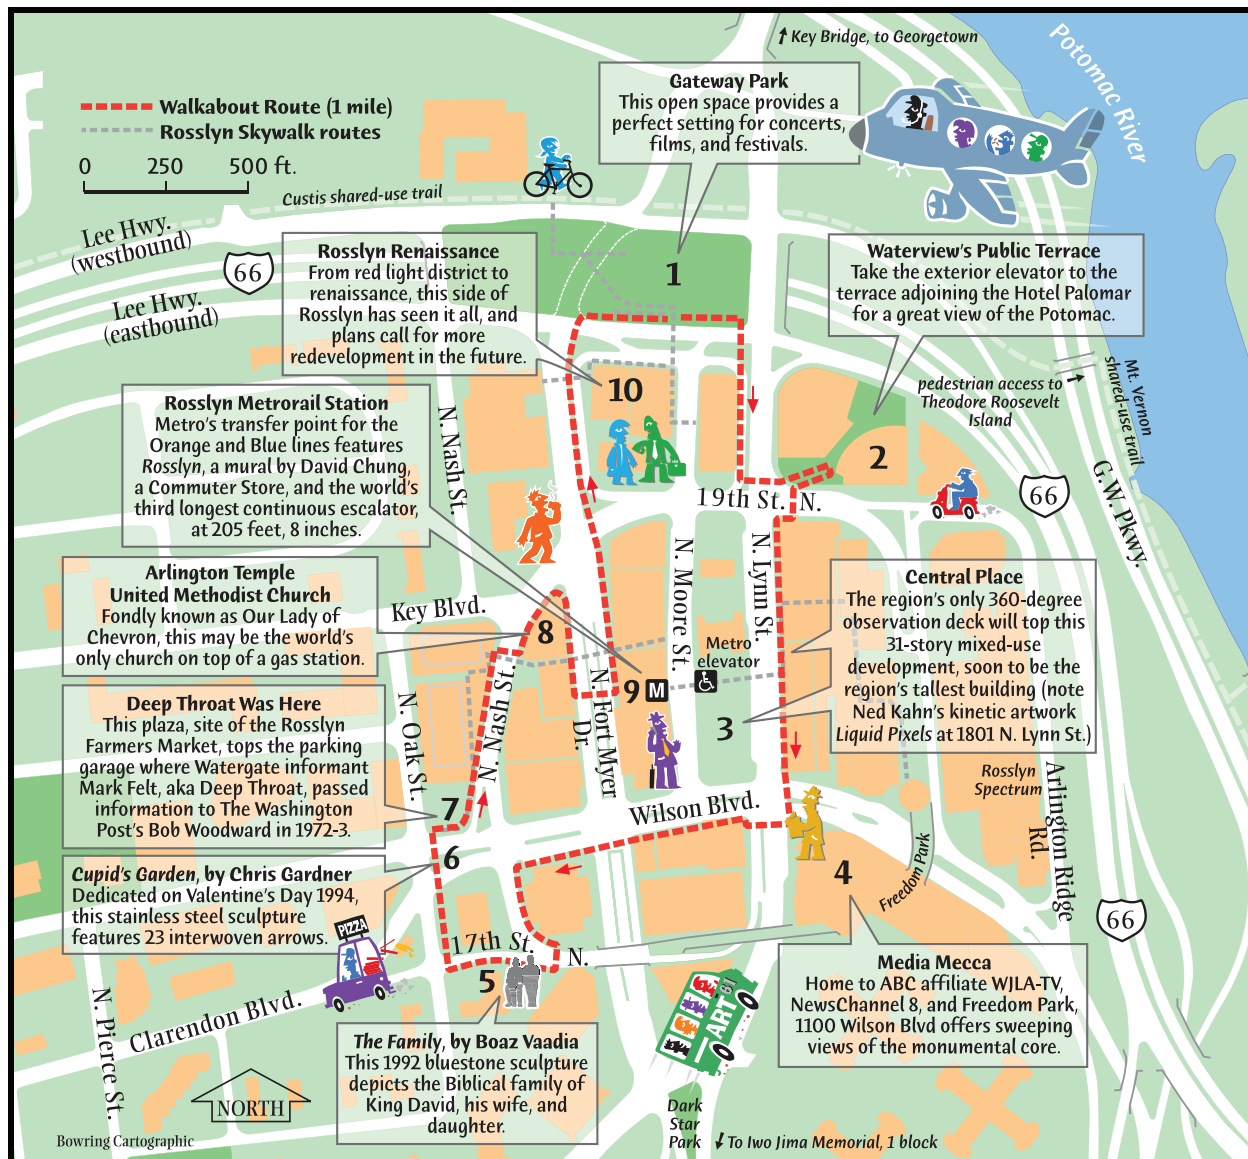 Key Bridge, to Georgetown
Potomac River
Walkabout Route (1 mile)
Rosslyn Skywalk routes
0 250 500 ft.
Gateway Park
This open space provides a
perfect setting for concerts,
films, and festivals.
Custis shared-use trail
Lee Hwy.
(westbound)
66
Lee Hwy.
(eastbound)
Rosslyn Renaissance
From red light district to
renaissance, this side of
Rosslyn has seen it all, and
plans call for more
redevelopment in the future.
1
Waterview's Public Terrace
Take the exterior elevator to the
terrace adjoining the Hotel Palomar
for a great view of the Potomac.
10
pedestrian access to
Theodore Roosevelt
Island
Mt. Vernon
shared-use trail
Rosslyn Metrorail Station
Metro's transfer point for the
Orange and Blue lines features
Rosslyn, a mural by David Chung,
a Commuter Store, and the world's
third longest continuous escalator,
at 205 feet, 8 inches.
N. Nash St.
2
19th St. N.
66
G.W. Pkwy.
Arlington Temple
United Methodist Church
Fondly known as Our Lady of
Chevron, this may be the world's
only church on top of a gas station.
Key Blvd.
8
N. Moore St.
N. Lynn St.
Metro
elevator
Central Place
The region's only 360-degree
observation deck will top this
31-story mixed-use
development, soon to be the
region's tallest building (note
Ned Kahn's kinetic artwork
Liquid Pixels at 1801 N. Lynn St.)
Deep Throat Was Here
This plaza, site of the Rosslyn
Farmers Market, tops the parking
garage where Watergate informant
Mark Felt, aka Deep Throat, passed
information to The Washington
Post's Bob Woodward in 1972-3.
N. Oak St.
N. Nash St.
N. Fort Myer
Dr.
9 M
3
7
Wilson Blvd.
Rosslyn
Spectrum
Arlington Ridge
Rd.
6
Cupid's Garden, by Chris Gardner
Dedicated on Valentine's Day 1994,
this stainless steel sculpture
features 23 interwoven arrows.
4
Freedom Park
PIZZA
17th St. N.
5
66
Media Mecca
Home to ABC affiliate WJLA-TV,
NewsChannel 8, and Freedom Park,
1100 Wilson Blvd offers sweeping
views of the monumental core.
ART 81
N. Pierce St.
Clarendon Blvd.
The Family, by Boaz Vaadia
This 1992 bluestone sculpture
depicts the Biblical family of
King David, his wife, and
daughter.
NORTH
Bowring Cartographic
Dark
Star
Park
To Iwo Jima Memorial, 1 block